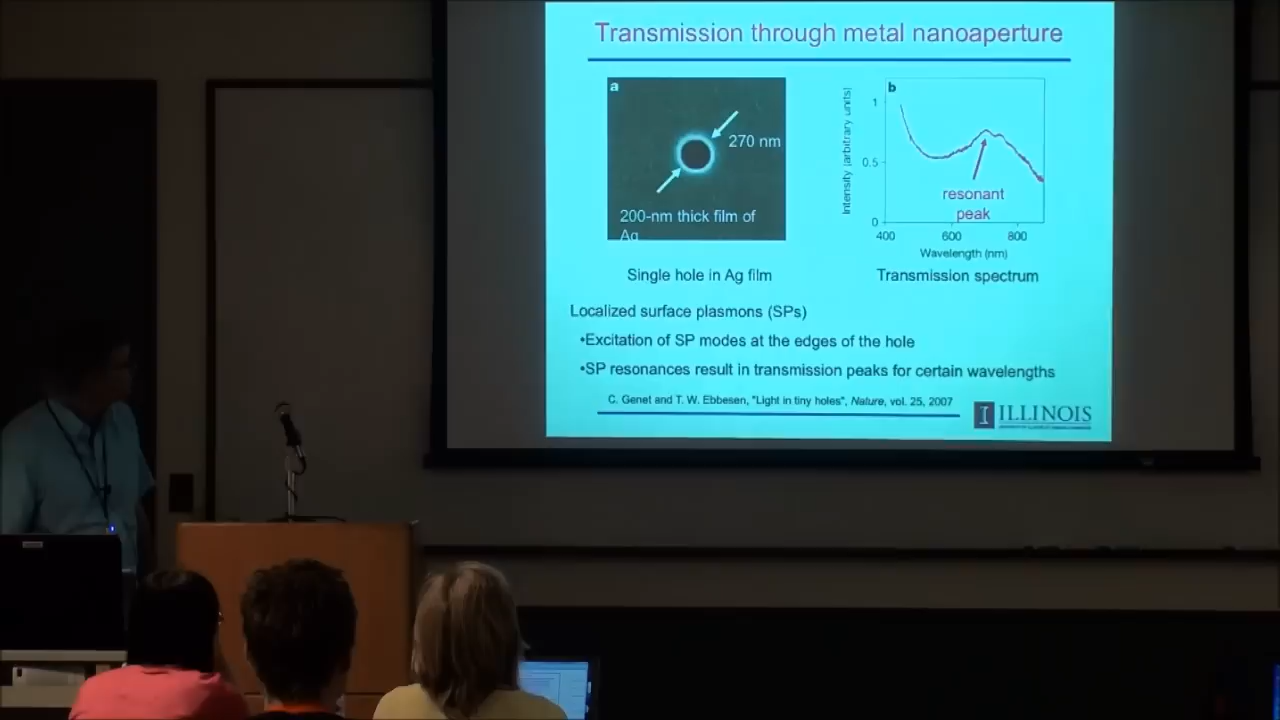 Transmission through metal nanoaperture
a
270 nm
200-nm thick film of
Ag
Single hole in Ag film
b
Intensity (arbitrary units)
1
0.5
0
resonant
peak
400
600
800
Wavelength (nm)
Transmission spectrum
Localized surface plasmons (SPs)
•Excitation of SP modes at the edges of the hole
•SP resonances result in transmission peaks for certain wavelengths
C. Genet and T. W. Ebbesen, "Light in tiny holes", Nature, vol. 25, 2007
I ILLINOIS